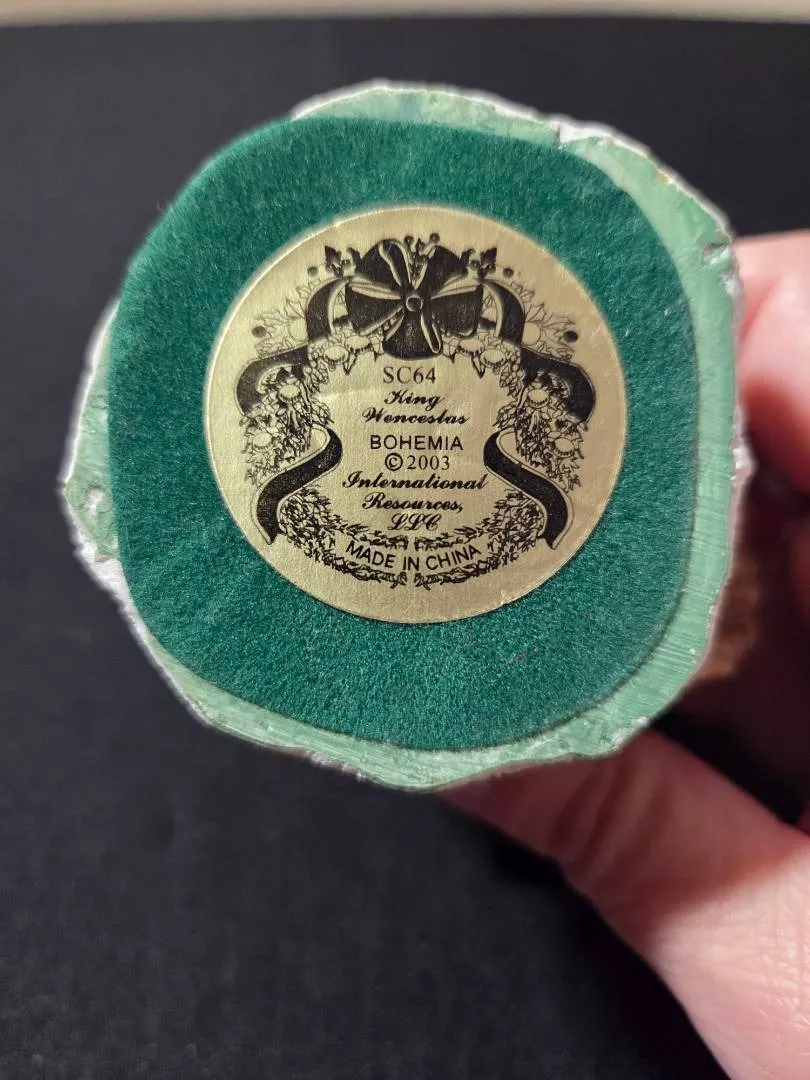 SC64
King
Wenceslas
BOHEMIA
©2003
International
Resources,
LLC
MADE IN CHINA